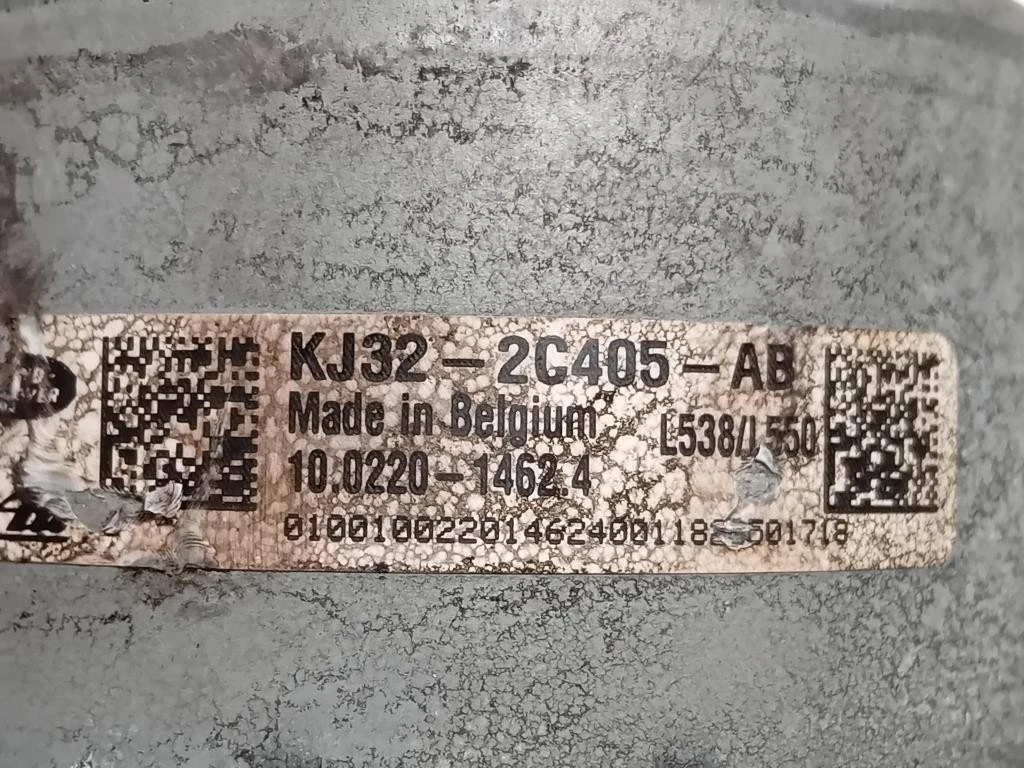 KJ32-2C405-AB
Made in Belgium
L538/L550
10.0220-1462.4